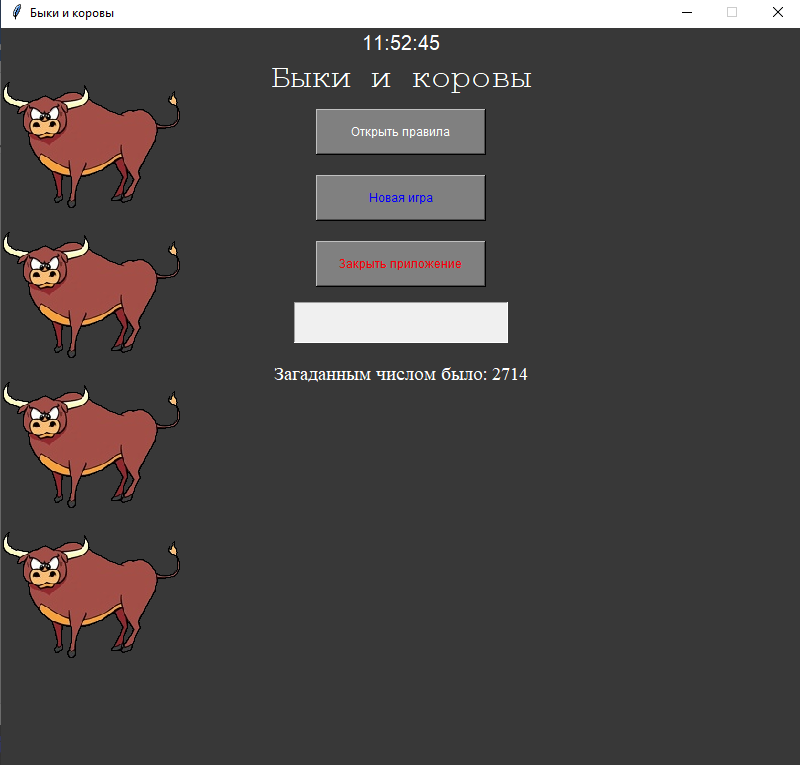 Быки и коровы
11:52:45
Быки и коровы
Открыть правила
Новая игра
Закрыть приложение
Загаданным числом было: 2714